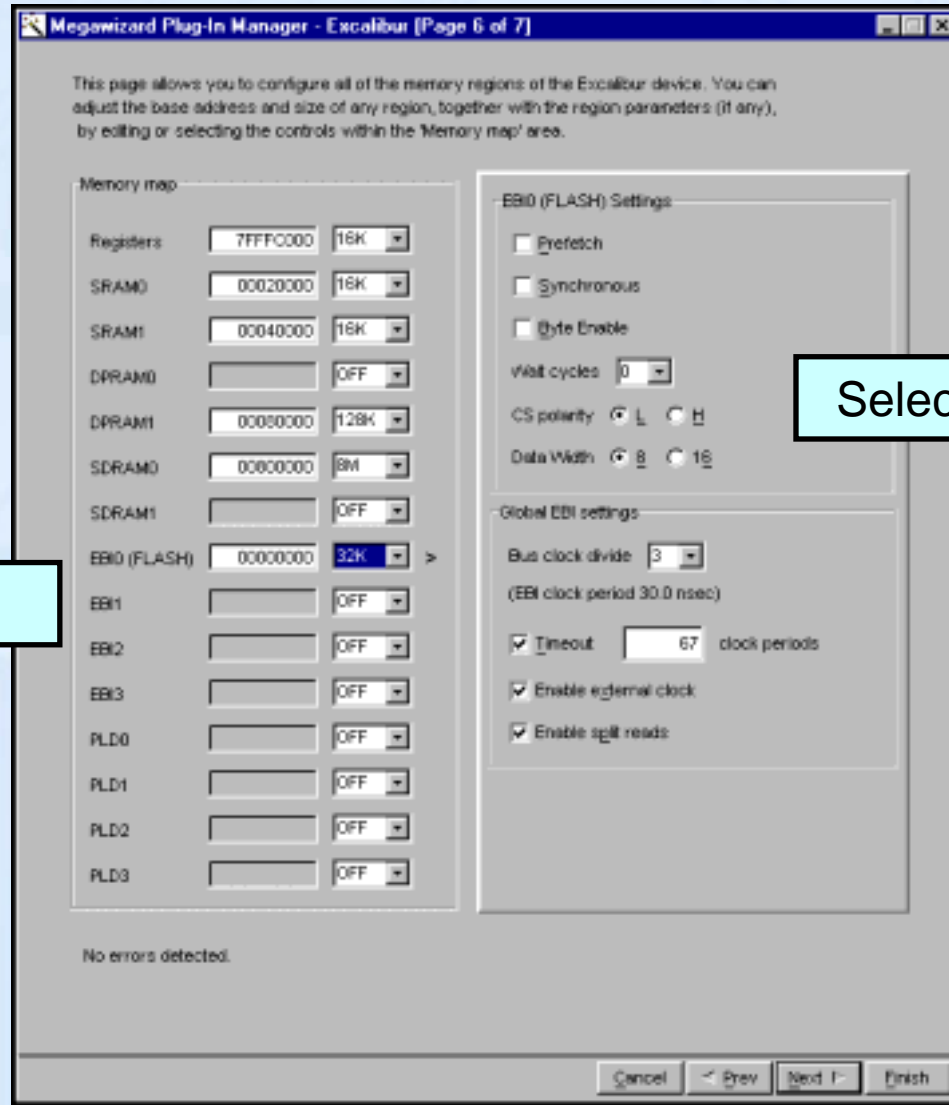 Megawizard Plug-In Manager - Excalibur [Page 6 of 7]
This page allows you to configure all of the memory regions of the Excalibur device. You can
adjust the base address and size of any region, together with the region parameters (if any),
by editing or selecting the controls within the 'Memory map' area.
Memory map
Registers 7FFFC000 16K
SRAM0 00020000 16K
SRAM1 00040000 16K
DPRAM0 OFF
DPRAM1 00080000 128K
SDRAM0 00800000 8M
SDRAM1 OFF
EBI0 (FLASH) 00000000 32K >
EBI1 OFF
EBI2 OFF
EBI3 OFF
PLD0 OFF
PLD1 OFF
PLD2 OFF
PLD3 OFF
EBI0 (FLASH) Settings
Prefetch
Synchronous
Byte Enable
Wait cycles 0
CS polarity L H
Data Width 8 16
Selec
Global EBI settings
Bus clock divide 3
(EBI clock period 30.0 nsec)
Timeout 67 clock periods
Enable external clock
Enable split reads
No errors detected.
Cancel < Prev Next > Finish